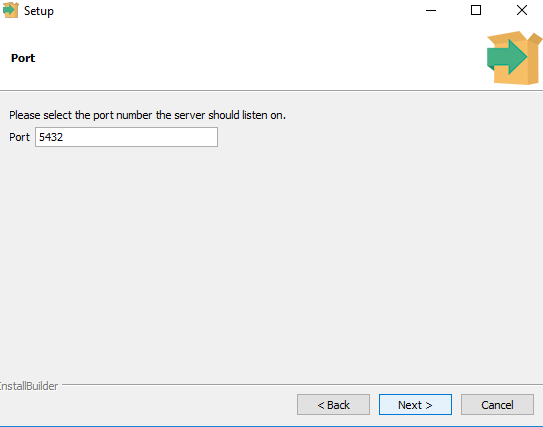 Setup
Port
Please select the port number the server should listen on.
Port 5432
InstallBuilder
< Back Next > Cancel